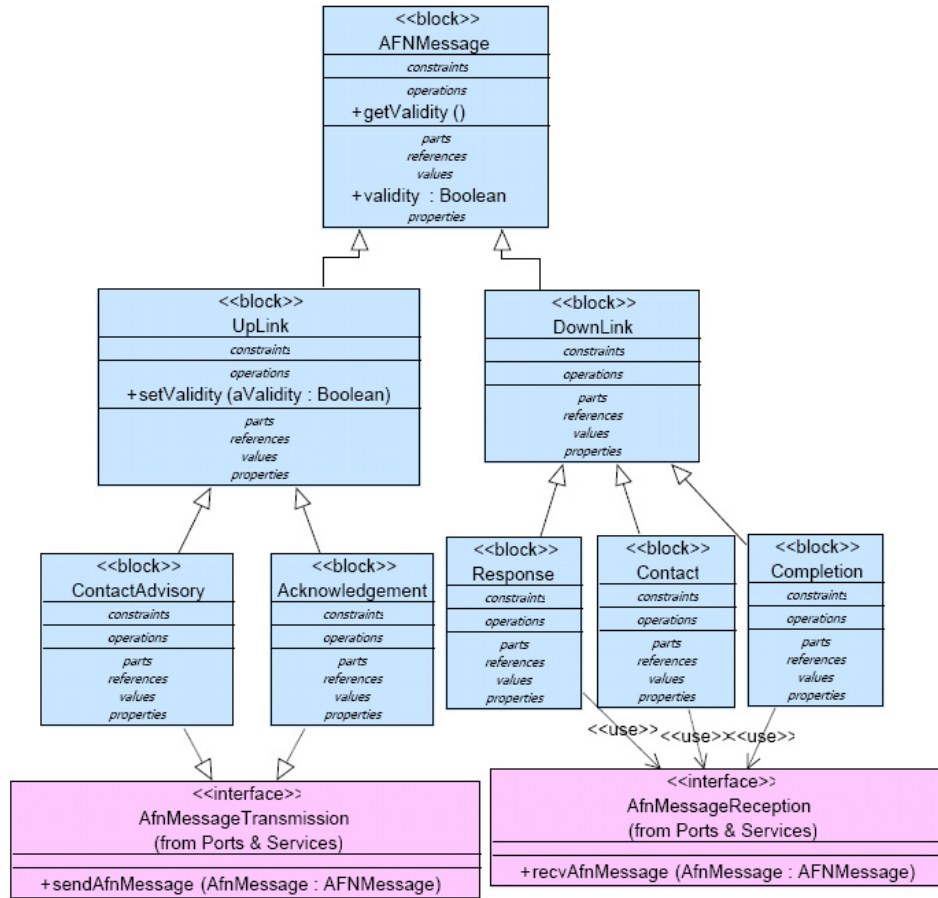 <<block>>
AFNMessage
constraints
operations
+getValidity ()
parts
references
values
+validity : Boolean
properties
<<block>>
UpLink
constraints
operations
+setValidity (aValidity : Boolean)
parts
references
values
properties
<<block>>
DownLink
constraints
operations
parts
references
values
properties
<<block>>
ContactAdvisory
constraints
operations
parts
references
values
properties
<<block>>
Acknowledgement
constraints
operations
parts
references
values
properties
<<block>>
Response
constraints
operations
parts
references
values
properties
<<block>>
Contact
constraints
operations
parts
references
values
properties
<<block>>
Completion
constraints
operations
parts
references
values
properties
<<use>>
<<use>>
<<use>>
<<interface>>
AfnMessageTransmission
(from Ports & Services)
+sendAfnMessage (AfnMessage : AFNMessage)
<<interface>>
AfnMessageReception
(from Ports & Services)
+recvAfnMessage (AfnMessage : AFNMessage)